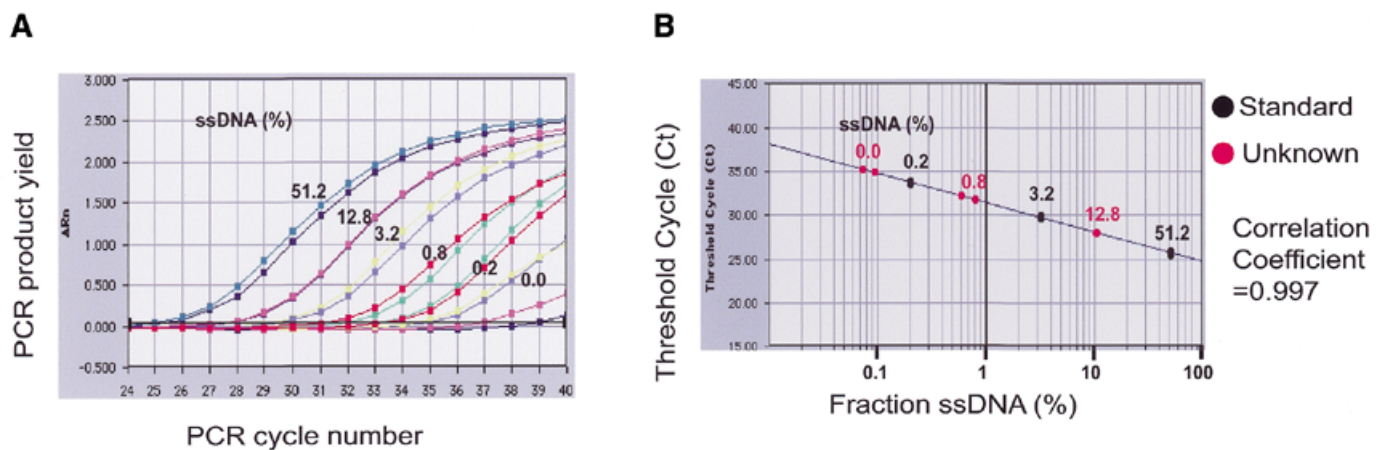 A
B
3.000
2.500
2.000
1.500
1.000
0.500
0.000
-0.500
ΔRn
PCR product yield
ssDNA (%)
51.2
12.8
3.2
0.8
0.2
0.0
24 25 26 27 28 29 30 31 32 33 34 35 36 37 38 39 40
PCR cycle number
45.00
40.00
35.00
30.00
25.00
20.00
15.00
Threshold Cycle (Ct)
Threshold Cycle (Ct)
ssDNA (%)
0.0
0.2
0.8
3.2
12.8
51.2
0.1 1 10 100
Fraction ssDNA (%)
Standard
Unknown
Correlation
Coefficient
=0.997